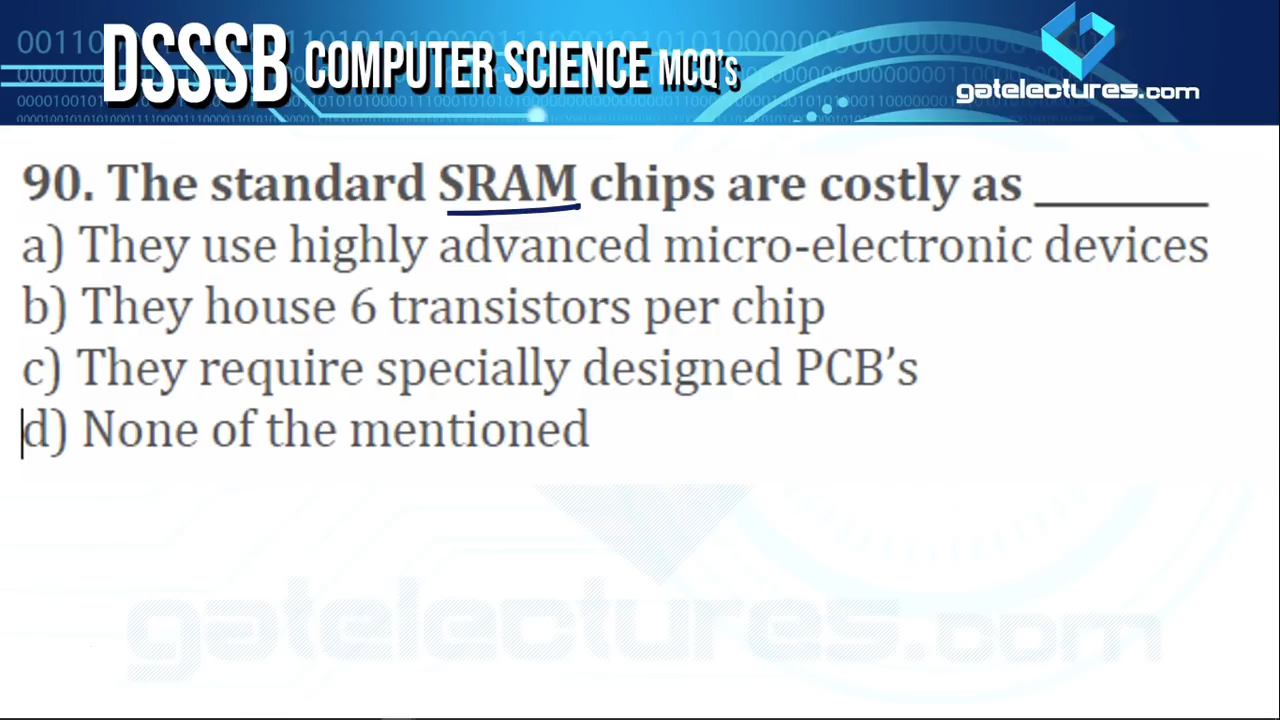 DSSSB COMPUTER SCIENCE MCQ's
gatelectures.com
90. The standard SRAM chips are costly as _______
a) They use highly advanced micro-electronic devices
b) They house 6 transistors per chip
c) They require specially designed PCB's
d) None of the mentioned
gatelectures.com